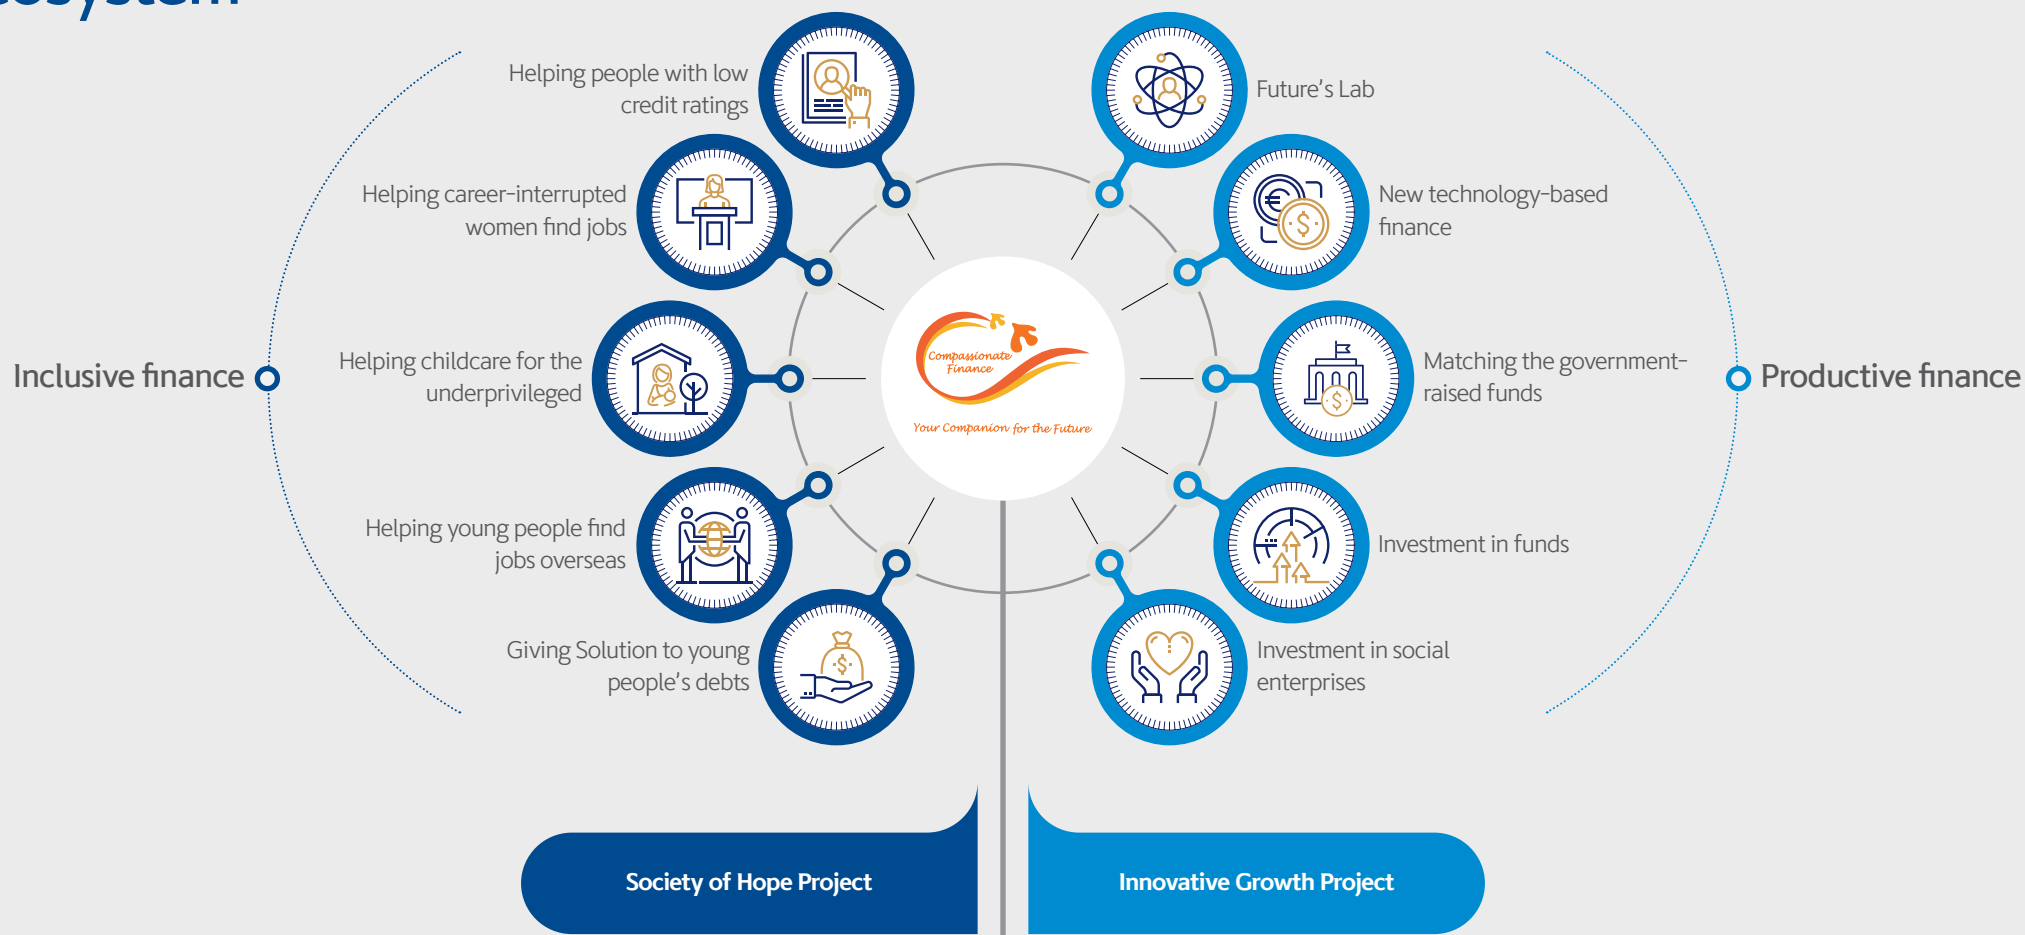 Helping people with low
credit ratings
Helping career-interrupted
women find jobs
Helping childcare for the
underprivileged
Helping young people find
jobs overseas
Giving Solution to young
people's debts
Inclusive finance
Compassionate
Finance
Your Companion for the Future
Future's Lab
New technology-based
finance
Matching the government-
raised funds
Investment in funds
Investment in social
enterprises
Productive finance
Society of Hope Project
Innovative Growth Project